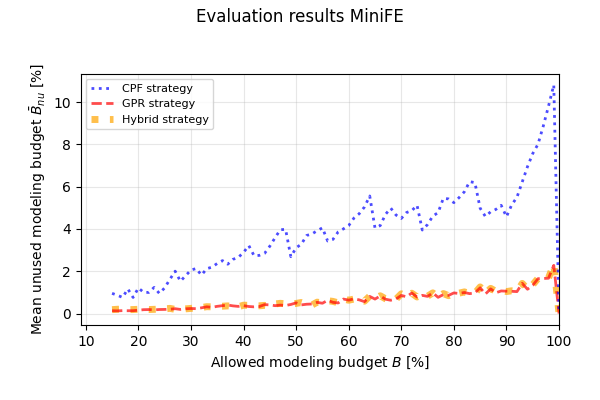 Evaluation results MiniFE
Mean unused modeling budget $\bar{B}_{nu}$ [%]
10
8
6
4
2
0
CPF strategy
GPR strategy
Hybrid strategy
10 20 30 40 50 60 70 80 90 100
Allowed modeling budget B [%]